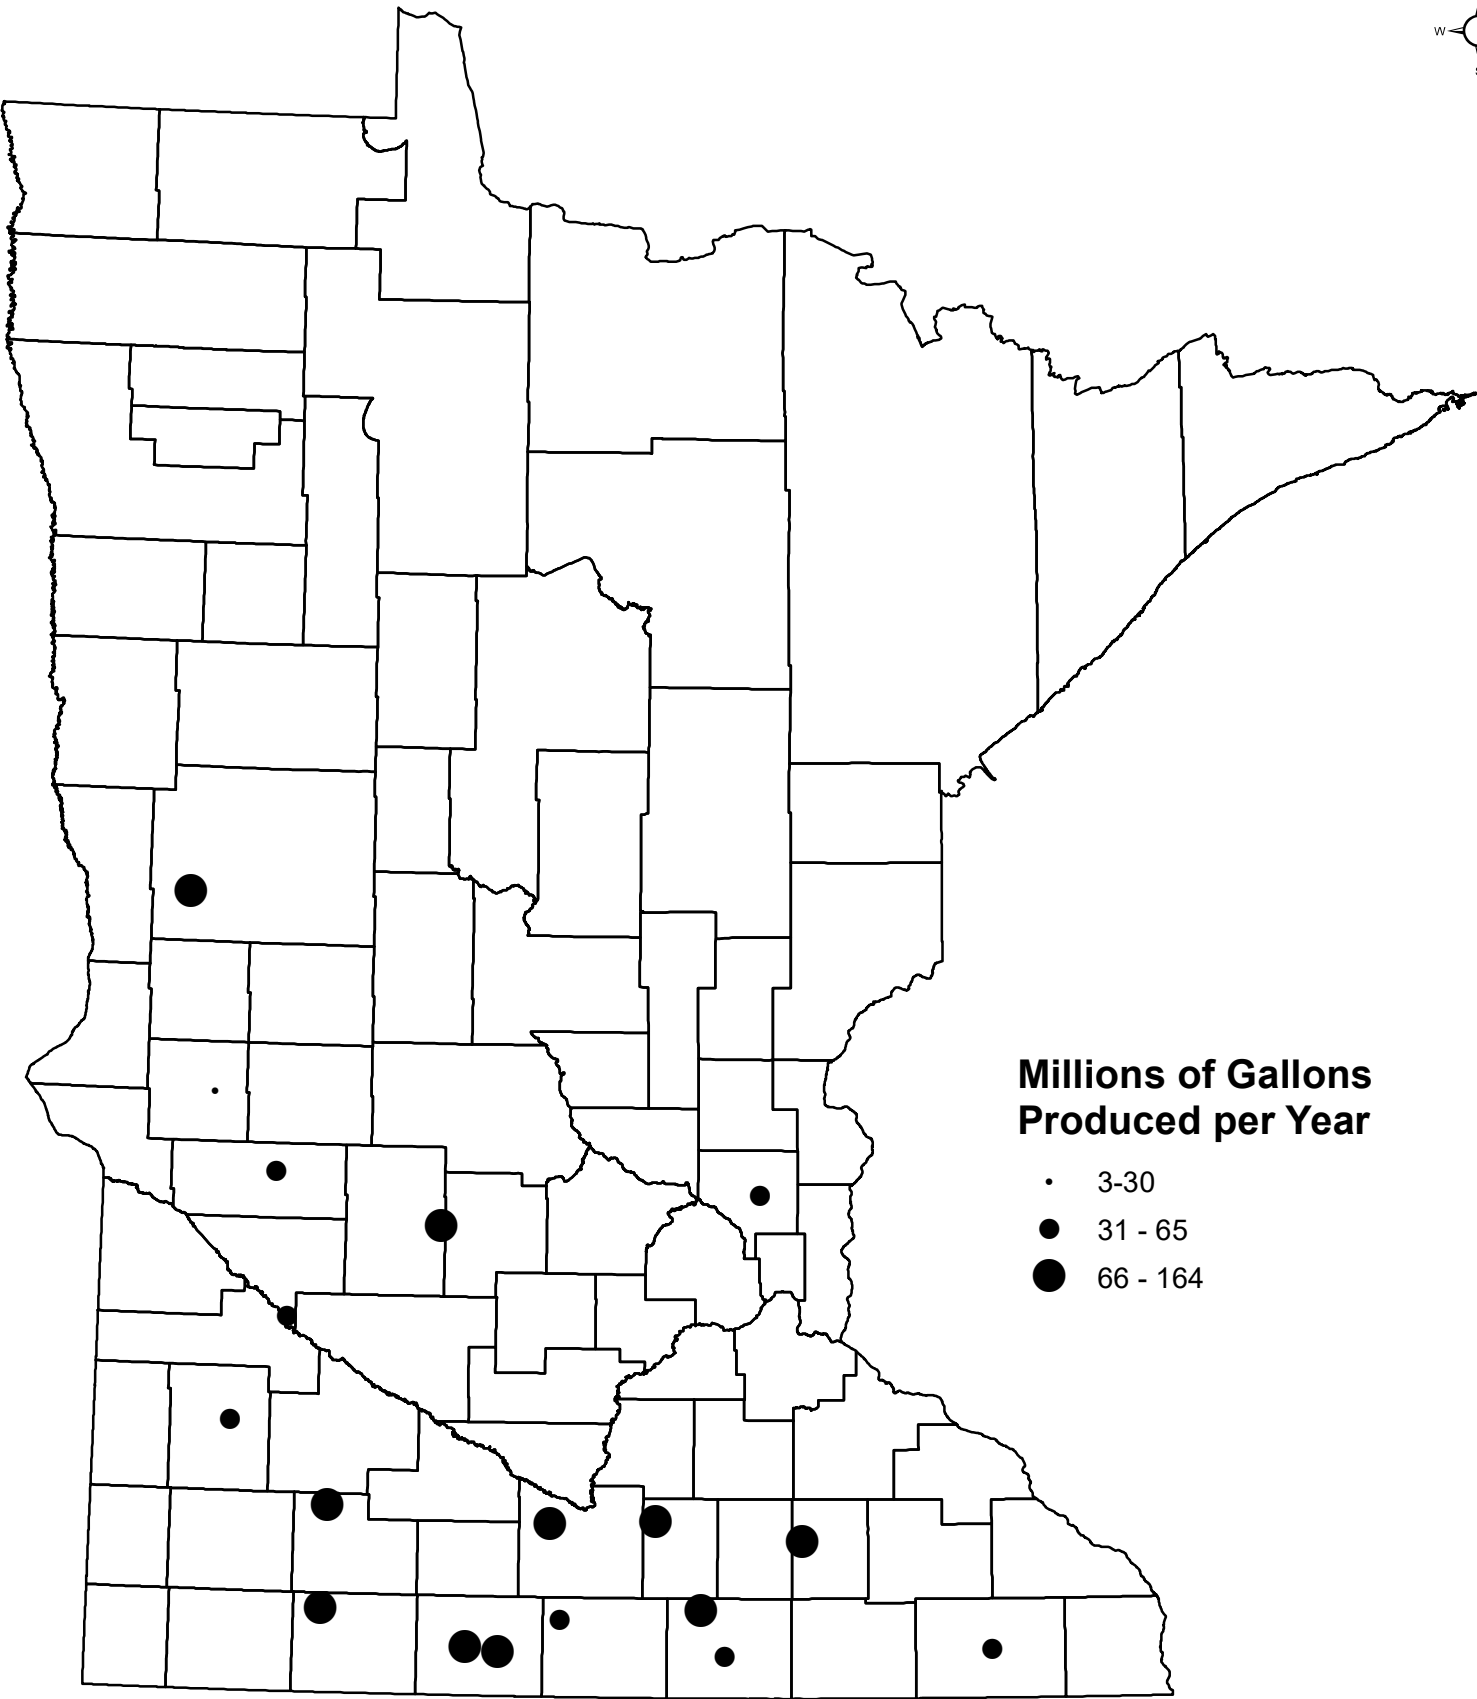 W
S
Millions of Gallons
Produced per Year
3-30
31 - 65
66 - 164